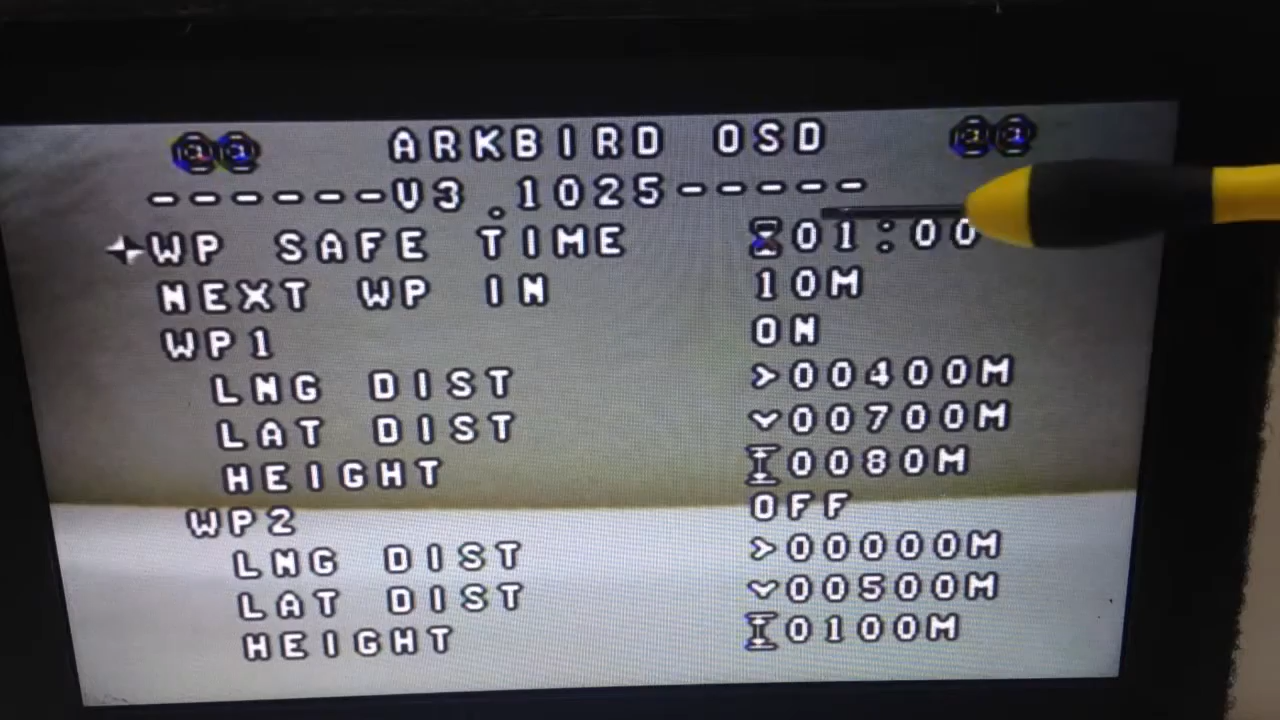 @@ ARKBIRD OSD @@
------V3.1025-----
WP SAFE TIME 01:00
NEXT WP IN 10M
WP1 ON
LNG DIST >00400M
LAT DIST 00700M
HEIGHT 0080M
WP2 OFF
LNG DIST >00000M
LAT DIST 00500M
HEIGHT 0100M